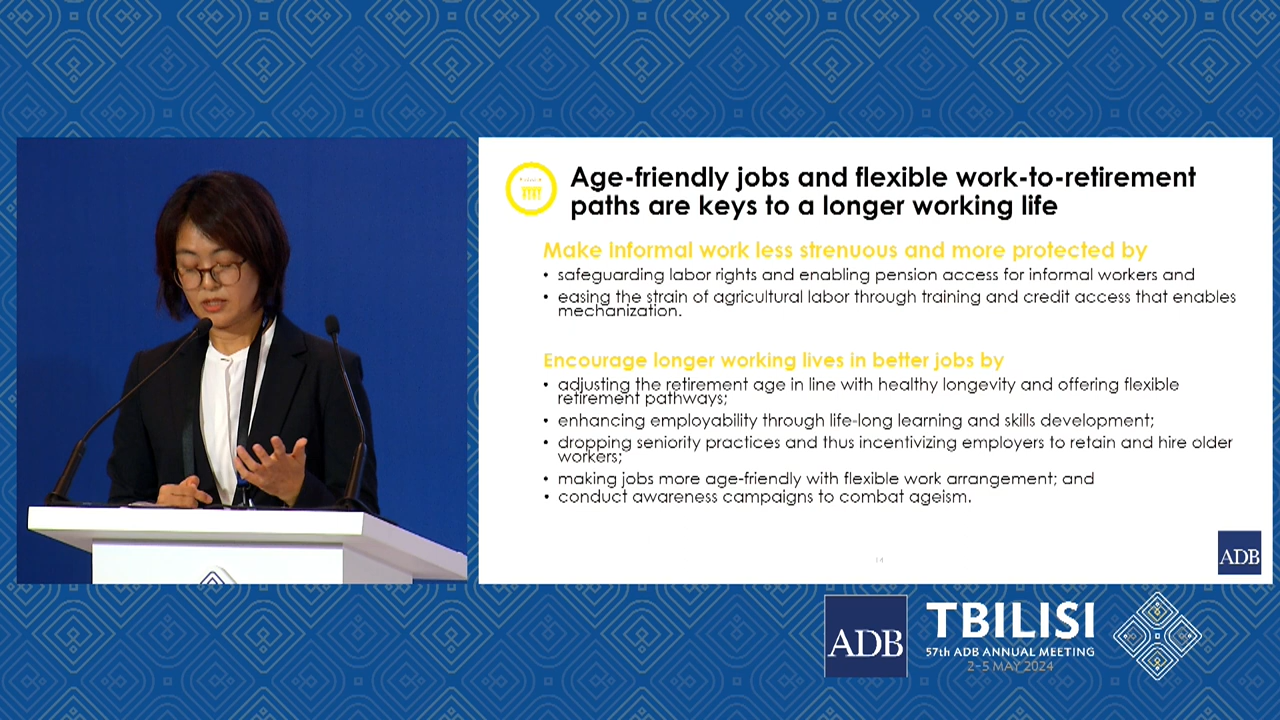 Age-friendly jobs and flexible work-to-retirement
paths are keys to a longer working life
Make informal work less strenuous and more protected by
• safeguarding labor rights and enabling pension access for informal workers and
• easing the strain of agricultural labor through training and credit access that enables
mechanization.
Encourage longer working lives in better jobs by
• adjusting the retirement age in line with healthy longevity and offering flexible
retirement pathways;
• enhancing employability through life-long learning and skills development;
• dropping seniority practices and thus incentivizing employers to retain and hire older
workers;
• making jobs more age-friendly with flexible work arrangement; and
• conduct awareness campaigns to combat ageism.
14
ADB
ADB
TBILISI
57th ADB ANNUAL MEETING
2–5 MAY 2024